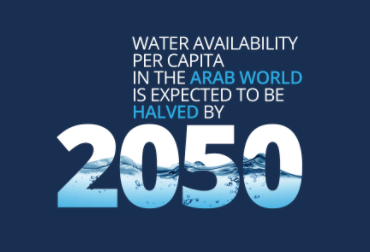 WATER AVAILABILITY
PER CAPITA
IN THE ARAB WORLD
IS EXPECTED TO BE
HALVED BY
2050